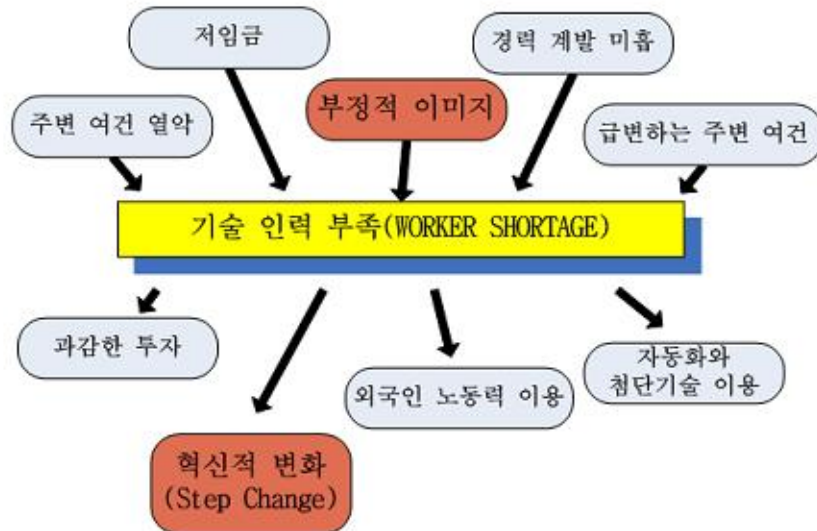 저임금
경력 계발 미흡
부정적 이미지
주변 여건 열악
급변하는 주변 여건
기술 인력 부족(WORKER SHORTAGE)
과감한 투자
자동화와
첨단기술 이용
외국인 노동력 이용
혁신적 변화
(Step Change)